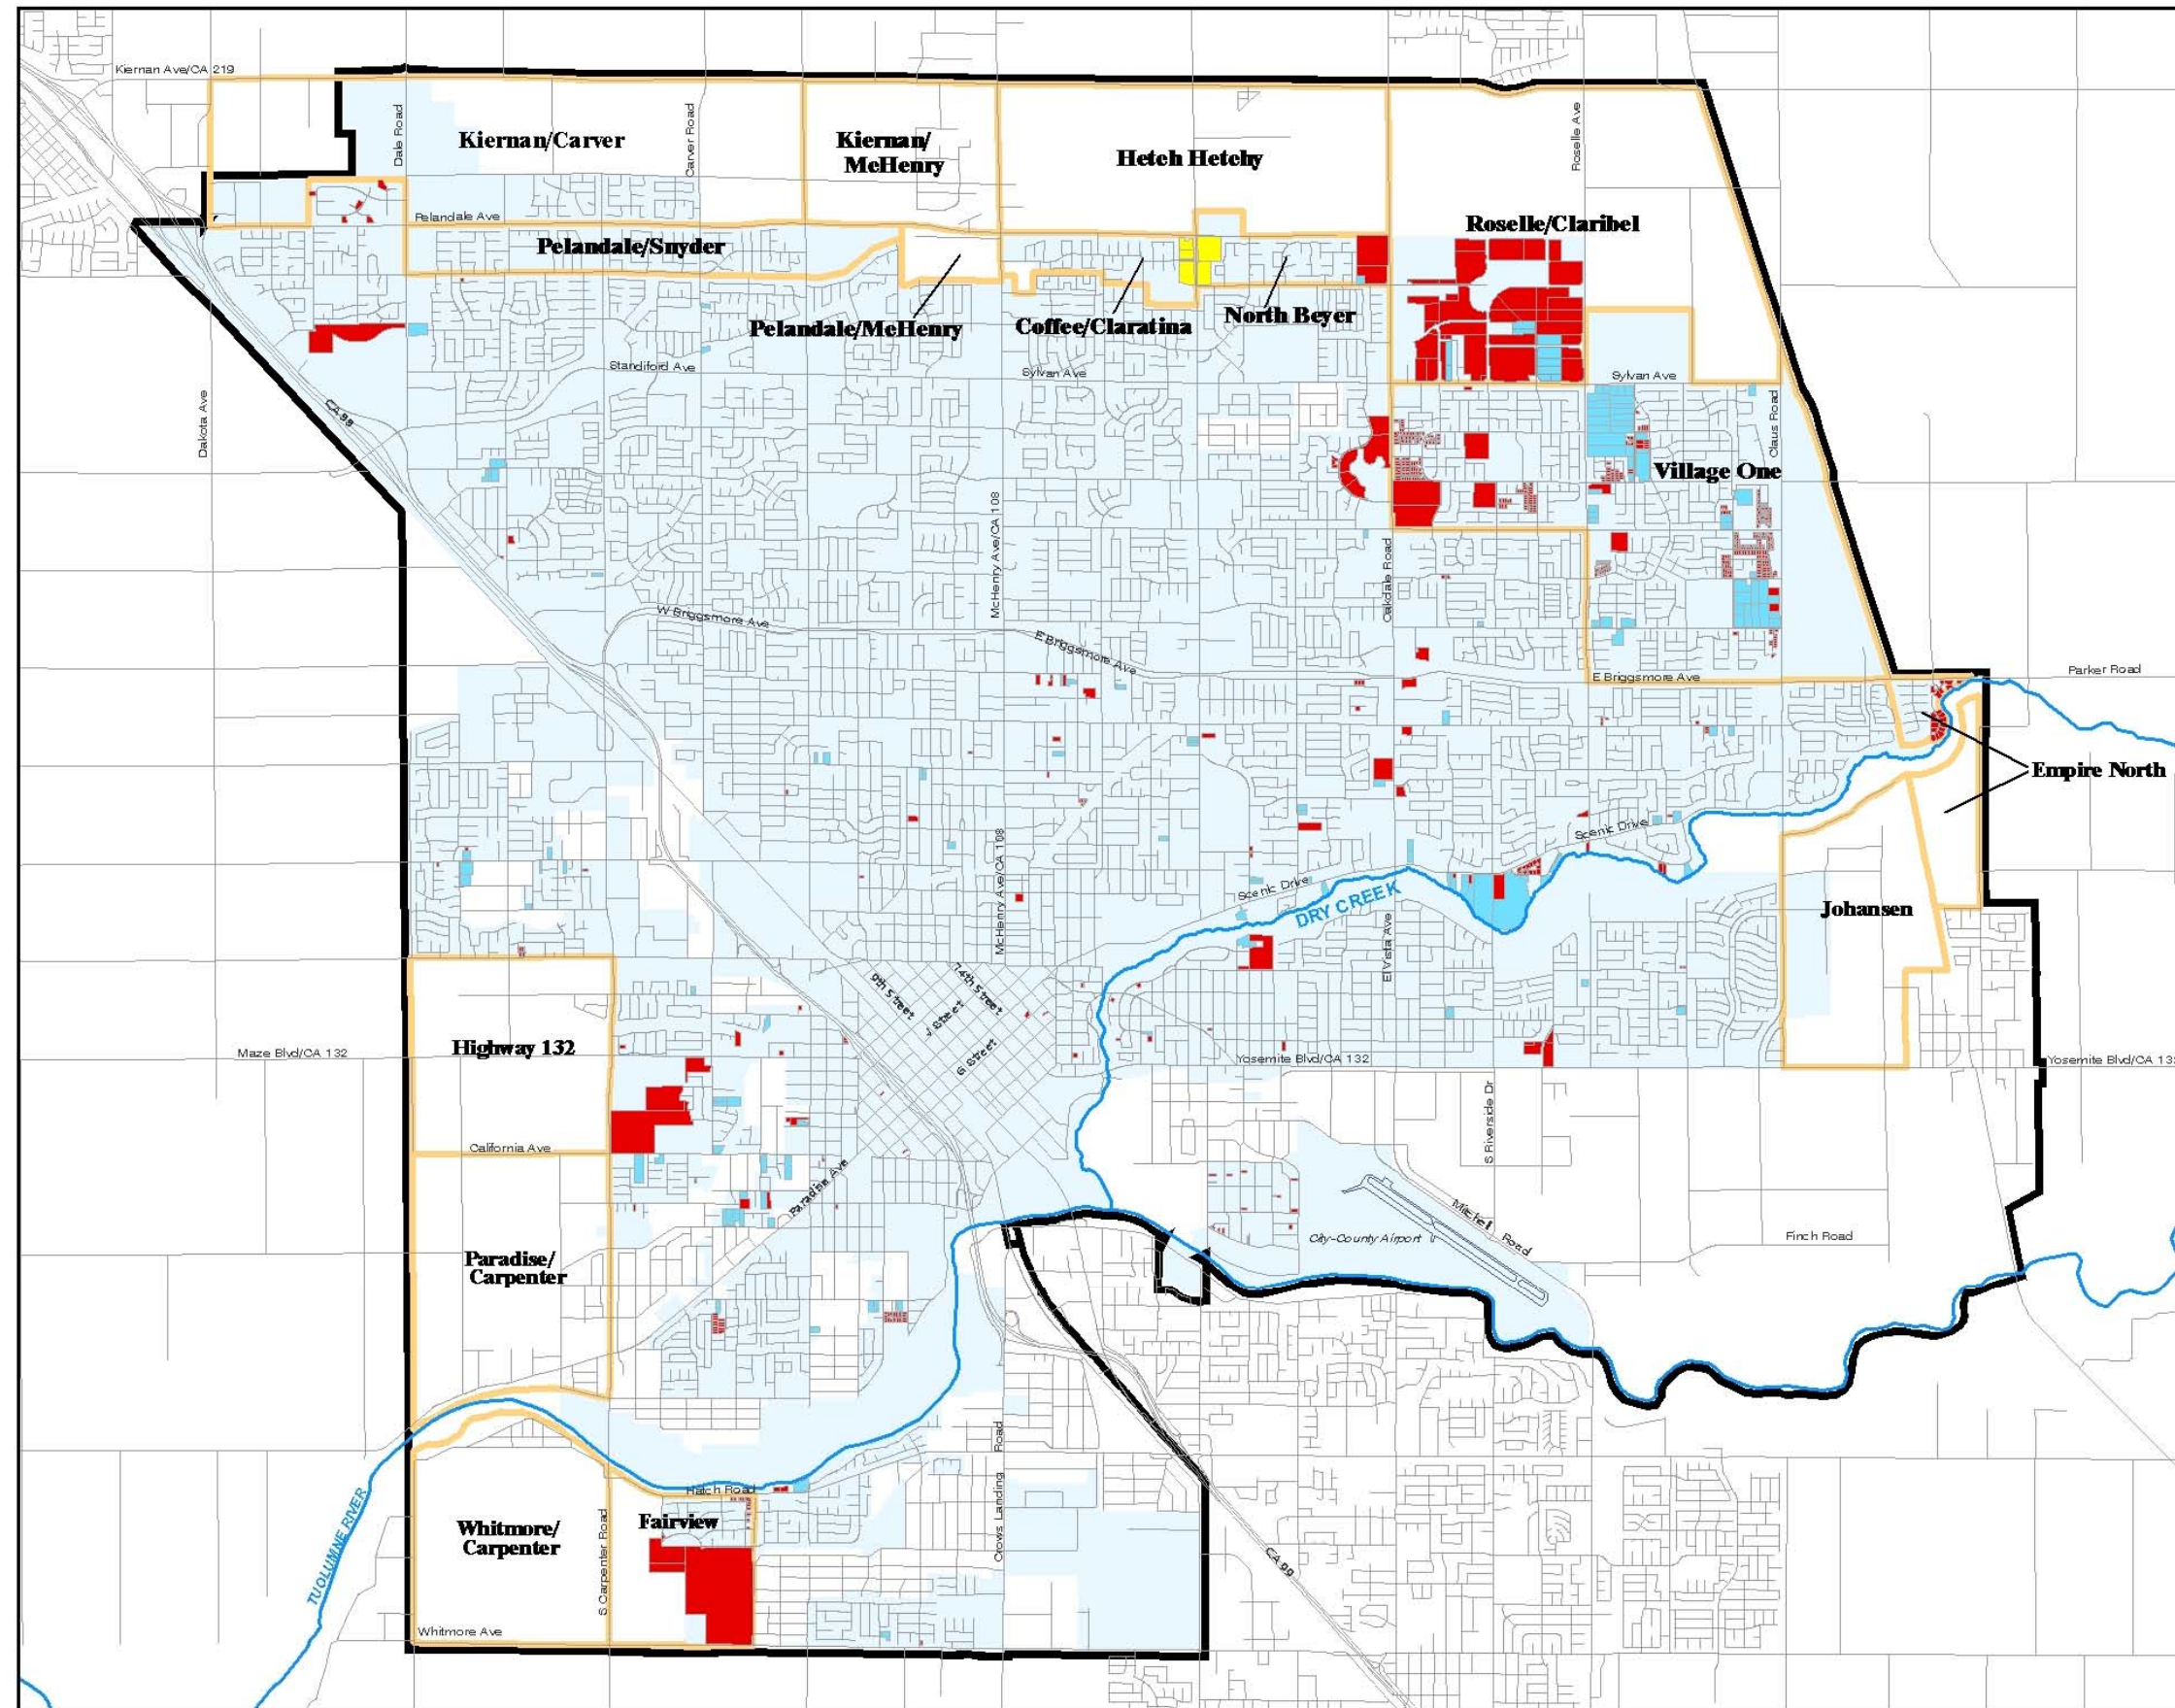 Kiernan Ave/CA 219
Dale Road
Kiernan/Carver
Carver Road
Kiernan/
McHenry
Hetch Hetchy
Roselle Ave
Roselle/Claribel
Pelandale Ave
Pelandale/Snyder
Pelandale/McHenry
Coffee/Claratina
North Beyer
Standiford Ave
Sylvan Ave
Sylvan Ave
Dakota Ave
CA 99
Claus Road
Village One
McHenry Ave/CA 108
Oakdale Road
W Briggsmore Ave
E Briggsmore Ave
E Briggsmore Ave
Parker Road
Empire North
Scenic Drive
McHenry Ave/CA 108
Scenic Drive
DRY CREEK
El Vista Ave
Johansen
9th Street
14th Street
G Street
Highway 132
Maze Blvd/CA 132
Yosemite Blvd/CA 132
Yosemite Blvd/CA 13
S Riverside Dr
California Ave
Paradise Ave
Mitchell Road
City-County Airport
Finch Road
Paradise/
Carpenter
Crows Landing Road
Hatch Road
Fairview
Whitmore/
Carpenter
S Carpenter Road
TUOLUMNE RIVER
CA 99
Whitmore Ave